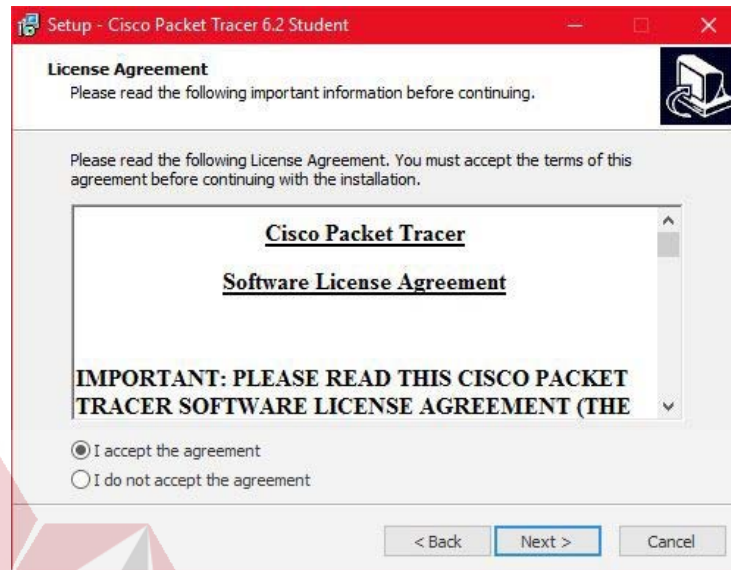 Setup - Cisco Packet Tracer 6.2 Student
License Agreement
Please read the following important information before continuing.
Please read the following License Agreement. You must accept the terms of this
agreement before continuing with the installation.
Cisco Packet Tracer
Software License Agreement
IMPORTANT: PLEASE READ THIS CISCO PACKET
TRACER SOFTWARE LICENSE AGREEMENT (THE
I accept the agreement
I do not accept the agreement
< Back Next > Cancel